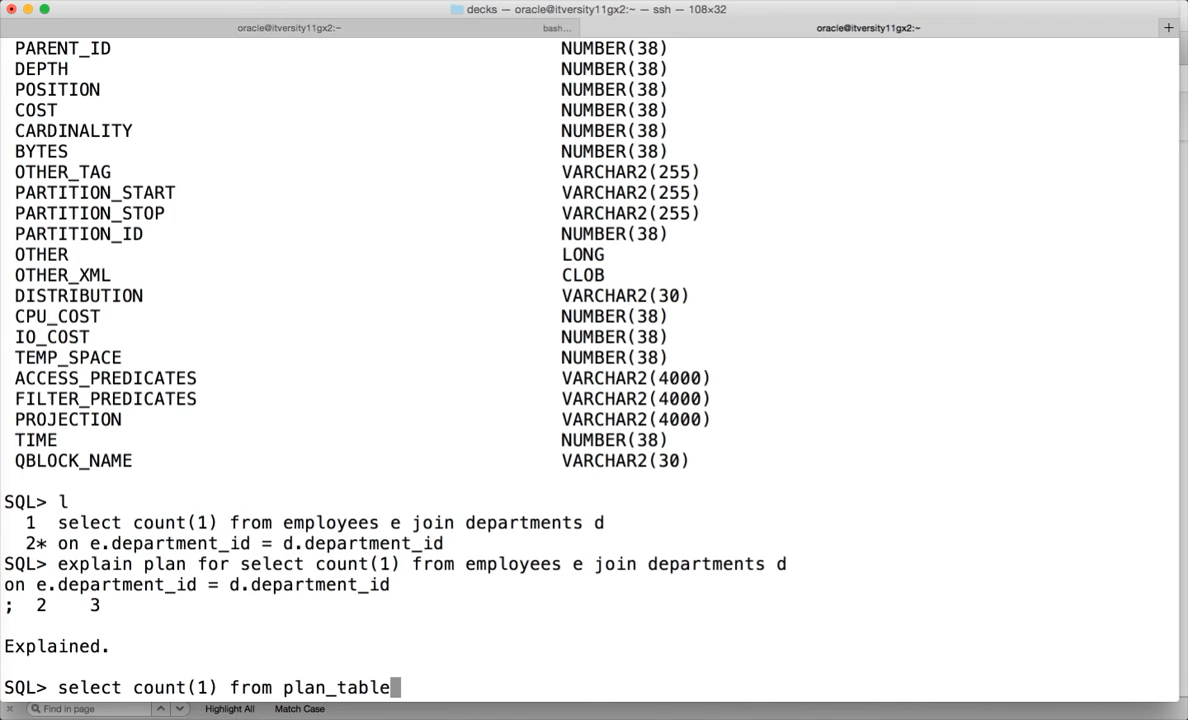 decks — oracle@itversity11gx2:~ — ssh — 108×32
oracle@itversity11gx2:~ bash... oracle@itversity11gx2:~ +
PARENT_ID NUMBER(38)
DEPTH NUMBER(38)
POSITION NUMBER(38)
COST NUMBER(38)
CARDINALITY NUMBER(38)
BYTES NUMBER(38)
OTHER_TAG VARCHAR2(255)
PARTITION_START VARCHAR2(255)
PARTITION_STOP VARCHAR2(255)
PARTITION_ID NUMBER(38)
OTHER LONG
OTHER_XML CLOB
DISTRIBUTION VARCHAR2(30)
CPU_COST NUMBER(38)
IO_COST NUMBER(38)
TEMP_SPACE NUMBER(38)
ACCESS_PREDICATES VARCHAR2(4000)
FILTER_PREDICATES VARCHAR2(4000)
PROJECTION VARCHAR2(4000)
TIME NUMBER(38)
QBLOCK_NAME VARCHAR2(30)
SQL> l
1 select count(1) from employees e join departments d
2* on e.department_id = d.department_id
SQL> explain plan for select count(1) from employees e join departments d
on e.department_id = d.department_id
; 2 3
Explained.
SQL> select count(1) from plan_table
Find in page Highlight All Match Case